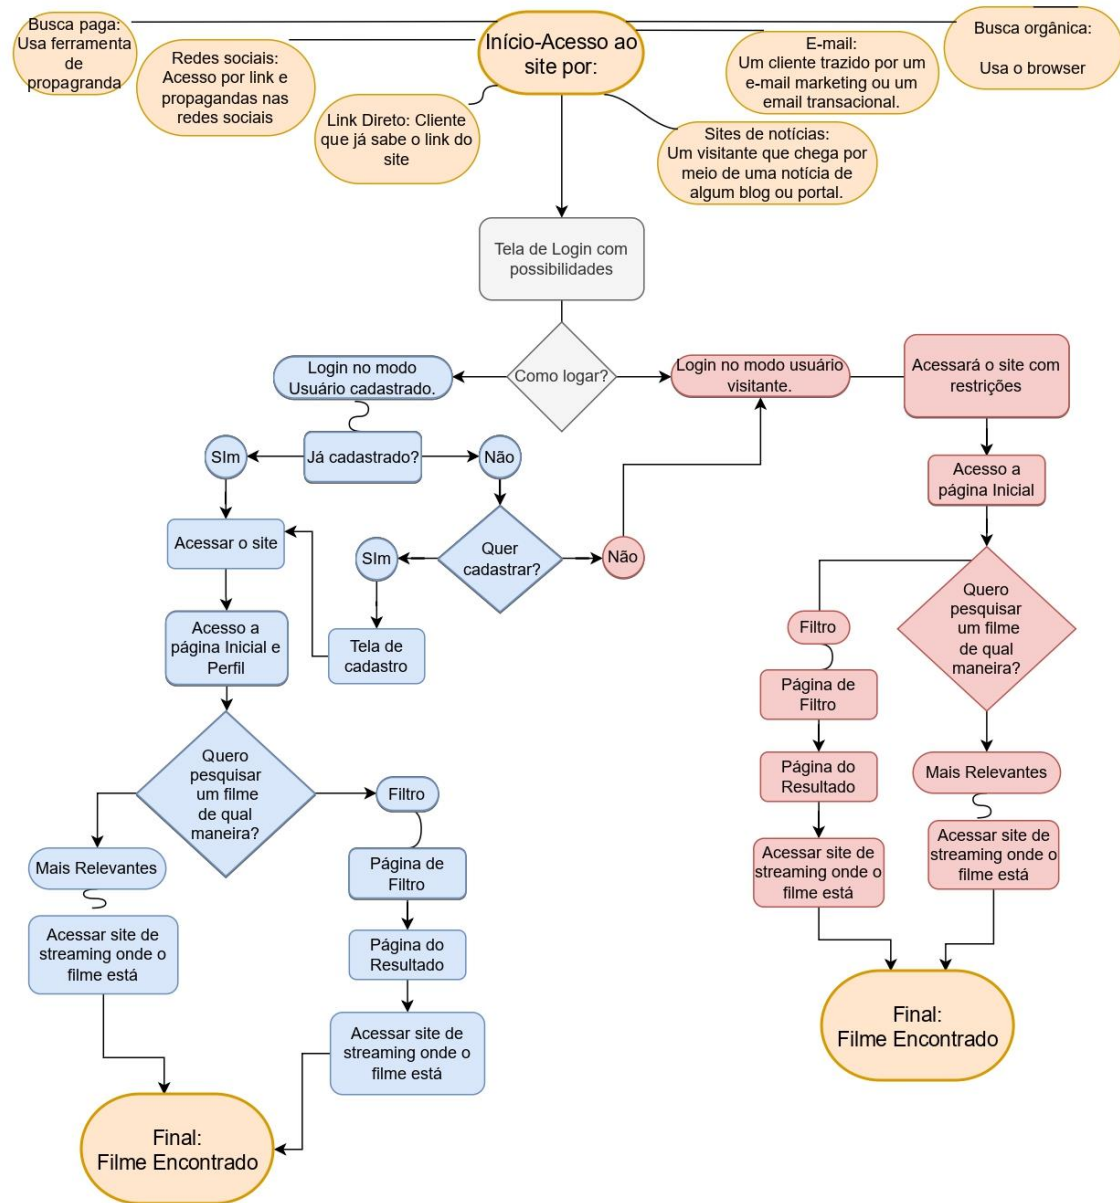 Busca paga:
Usa ferramenta
de
propagranda
Redes sociais:
Acesso por link e
propagandas nas
redes sociais
Link Direto: Cliente
que já sabe o link do
site
Início-Acesso ao
site por:
E-mail:
Um cliente trazido por um
e-mail marketing ou um
email transacional.
Busca orgânica:
Usa o browser
Sites de notícias:
Um visitante que chega por
meio de uma notícia de
algum blog ou portal.
Tela de Login com
possibilidades
Como logar?
Login no modo
Usuário cadastrado.
Login no modo usuário
visitante.
Acessará o site com
restrições
SIm
Já cadastrado?
Não
Acesso a
página Inicial
Acessar o site
SIm
Quer
cadastrar?
Não
Acesso a
página Inicial e
Perfil
Tela de
cadastro
Quero
pesquisar
um filme
de qual
maneira?
Filtro
Página de
Filtro
Página do
Resultado
Mais Relevantes
Acessar site de
streaming onde o
filme está
Acessar site de
streaming onde o
filme está
Final:
Filme Encontrado
Quero
pesquisar
um filme
de qual
maneira?
Filtro
Mais Relevantes
Página de
Filtro
Acessar site de
streaming onde o
filme está
Página do
Resultado
Acessar site de
streaming onde o
filme está
Final:
Filme Encontrado